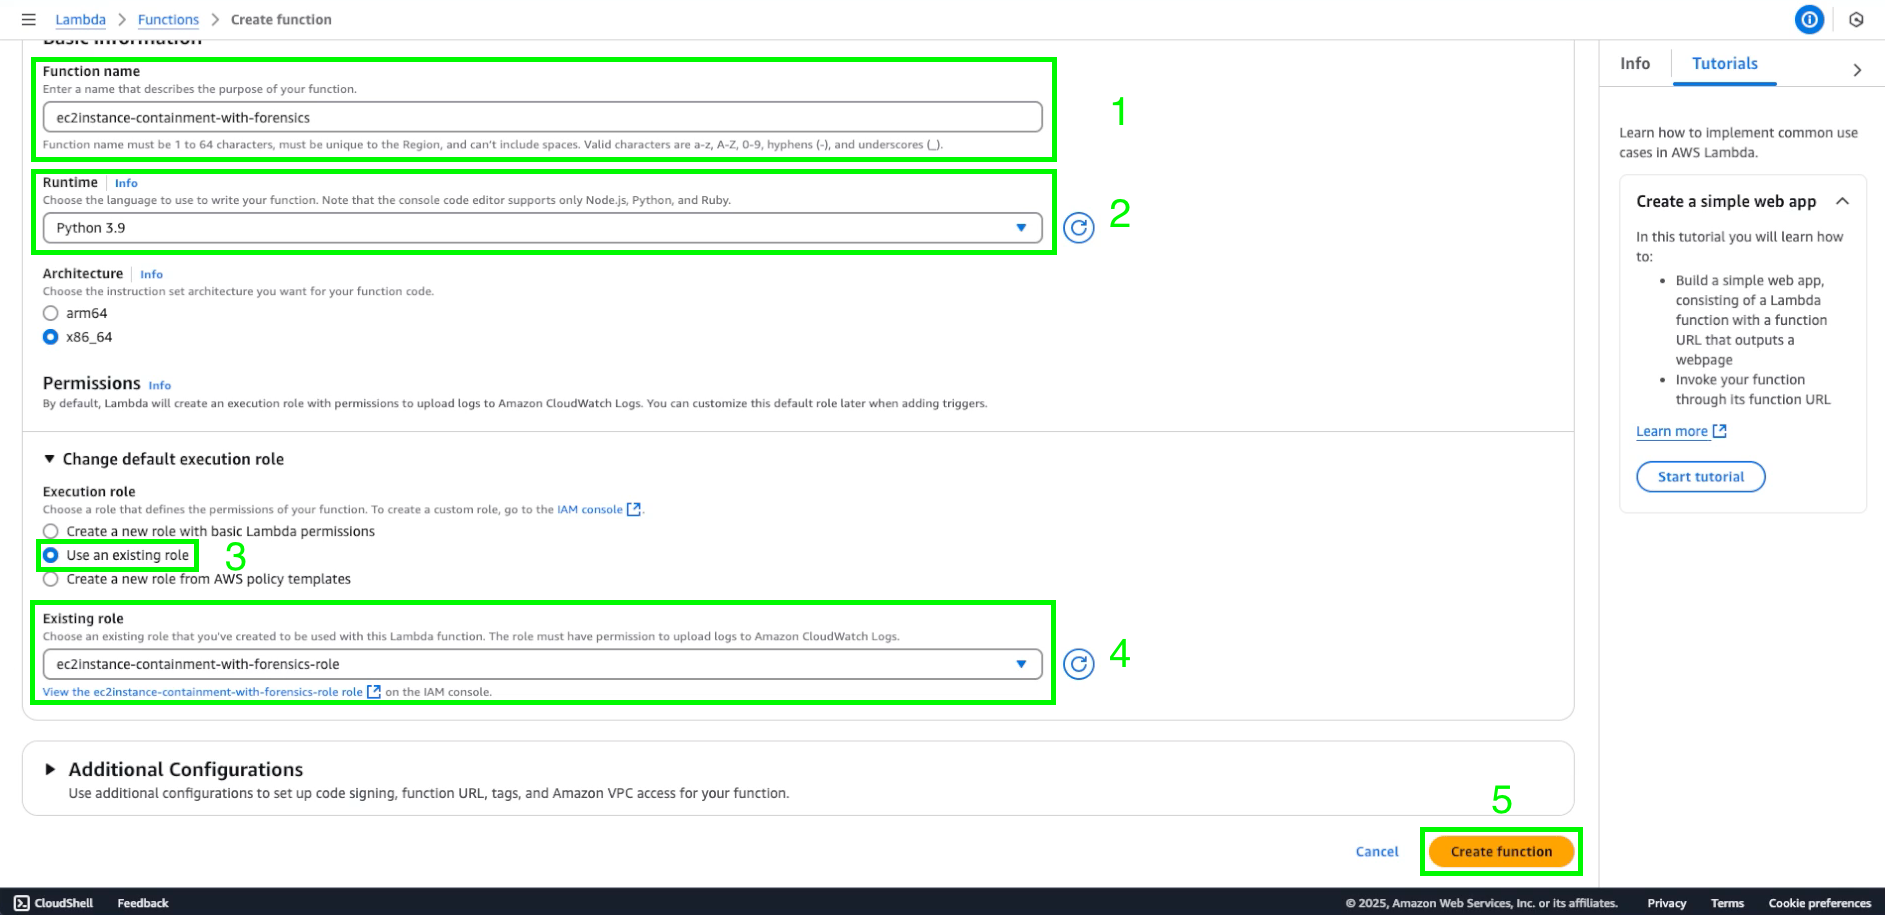 Lambda > Functions > Create function
Basic information
Function name
Enter a name that describes the purpose of your function.
ec2instance-containment-with-forensics
Function name must be 1 to 64 characters, must be unique to the Region, and can't include spaces. Valid characters are a-z, A-Z, 0-9, hyphens (-), and underscores (_).
1
Runtime | Info
Choose the language to use to write your function. Note that the console code editor supports only Node.js, Python, and Ruby.
Python 3.9
2
Architecture | Info
Choose the instruction set architecture you want for your function code.
arm64
x86_64
Permissions Info
By default, Lambda will create an execution role with permissions to upload logs to Amazon CloudWatch Logs. You can customize this default role later when adding triggers.
Change default execution role
Execution role
Choose a role that defines the permissions of your function. To create a custom role, go to the IAM console.
Create a new role with basic Lambda permissions
Use an existing role
3
Create a new role from AWS policy templates
Existing role
Choose an existing role that you've created to be used with this Lambda function. The role must have permission to upload logs to Amazon CloudWatch Logs.
ec2instance-containment-with-forensics-role
4
View the ec2instance-containment-with-forensics-role role on the IAM console.
Additional Configurations
Use additional configurations to set up code signing, function URL, tags, and Amazon VPC access for your function.
5
Cancel
Create function
Info
Tutorials
Learn how to implement common use
cases in AWS Lambda.
Create a simple web app
In this tutorial you will learn how
to:
• Build a simple web app,
consisting of a Lambda
function with a function
URL that outputs a
webpage
• Invoke your function
through its function URL
Learn more
Start tutorial
CloudShell Feedback
© 2025, Amazon Web Services, Inc. or its affiliates. Privacy Terms Cookie preferences